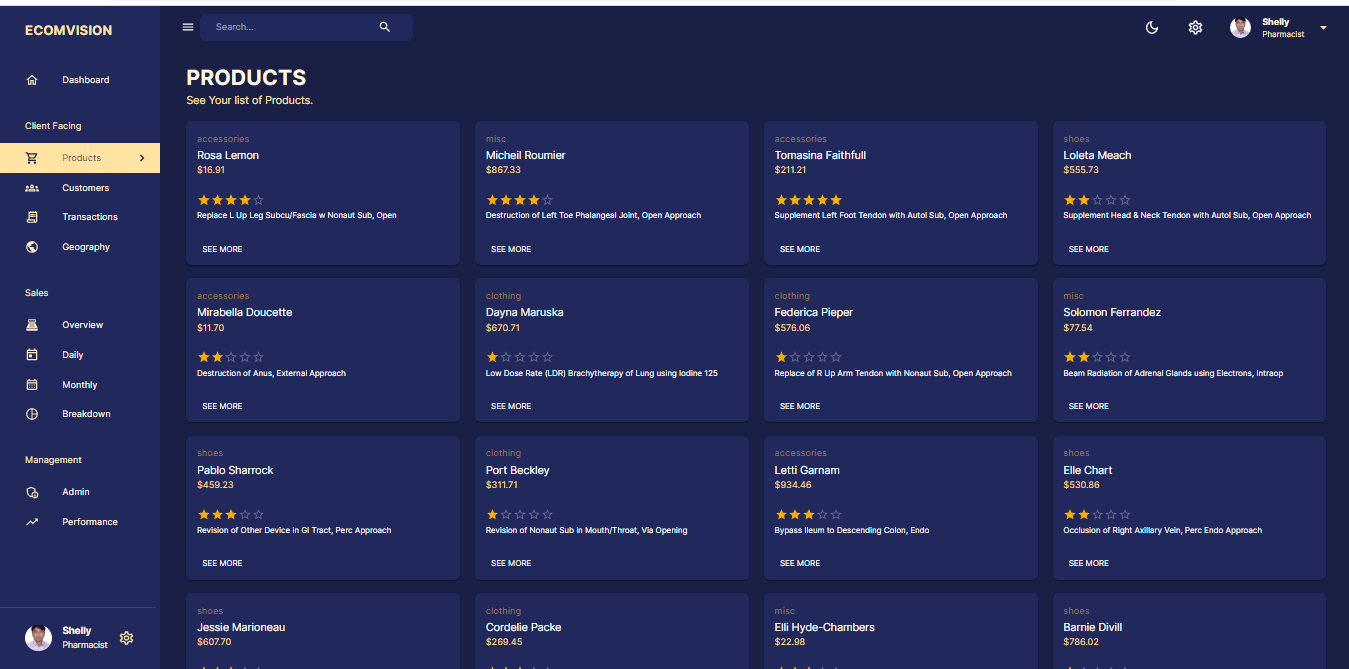 ECOMVISION
Search...
Shelly
Pharmacist
Dashboard
Client Facing
Products
Customers
Transactions
Geography
Sales
Overview
Daily
Monthly
Breakdown
Management
Admin
Performance
Shelly
Pharmacist
PRODUCTS
See Your list of Products.
accessories
Rosa Lemon
$16.91
Replace L Up Leg Subcu/Fascia w Nonaut Sub, Open
SEE MORE
misc
Micheil Roumier
$867.33
Destruction of Left Toe Phalangeal Joint, Open Approach
SEE MORE
accessories
Tomasina Faithfull
$211.21
Supplement Left Foot Tendon with Autol Sub, Open Approach
SEE MORE
shoes
Loleta Meach
$555.73
Supplement Head & Neck Tendon with Autol Sub, Open Approach
SEE MORE
accessories
Mirabella Doucette
$11.70
Destruction of Anus, External Approach
SEE MORE
clothing
Dayna Maruska
$670.71
Low Dose Rate (LDR) Brachytherapy of Lung using Iodine 125
SEE MORE
clothing
Federica Pieper
$576.06
Replace of R Up Arm Tendon with Nonaut Sub, Open Approach
SEE MORE
misc
Solomon Ferrandez
$77.54
Beam Radiation of Adrenal Glands using Electrons, Intraop
SEE MORE
shoes
Pablo Sharrock
$459.23
Revision of Other Device in GI Tract, Perc Approach
SEE MORE
clothing
Port Beckley
$311.71
Revision of Nonaut Sub in Mouth/Throat, Via Opening
SEE MORE
accessories
Letti Garnam
$934.46
Bypass Ileum to Descending Colon, Endo
SEE MORE
shoes
Elle Chart
$530.86
Occlusion of Right Axillary Vein, Perc Endo Approach
SEE MORE
shoes
Jessie Marioneau
$607.70
clothing
Cordelie Packe
$269.45
misc
Elli Hyde-Chambers
$22.98
shoes
Barnie Divill
$786.02